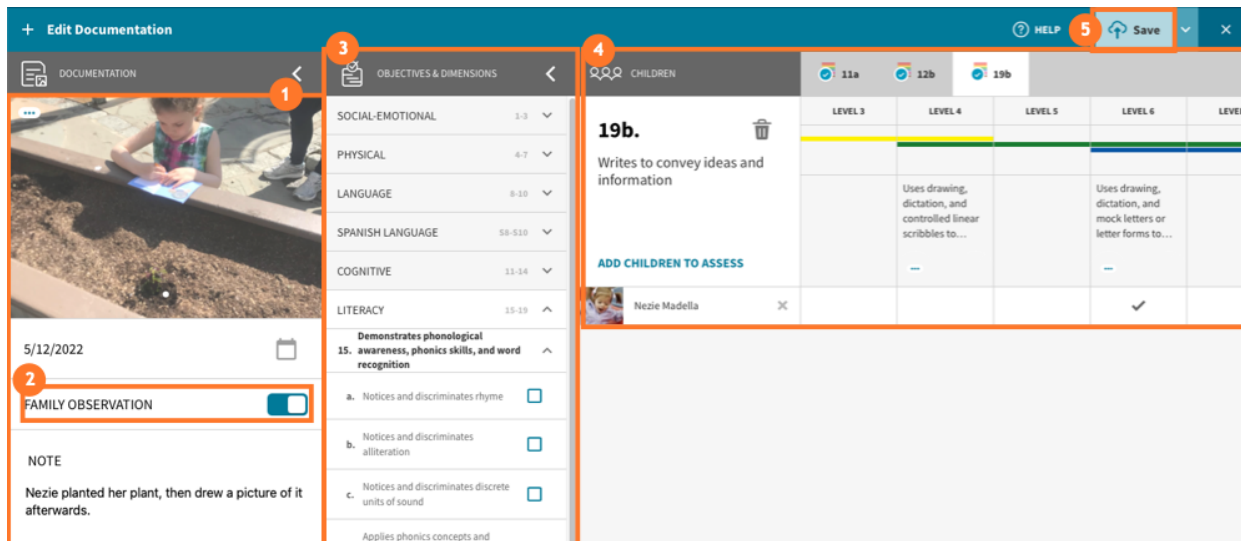 + Edit Documentation
? HELP
5
Save
DOCUMENTATION
1
5/12/2022
2
FAMILY OBSERVATION
NOTE
Nezie planted her plant, then drew a picture of it
afterwards.
3
OBJECTIVES & DIMENSIONS
SOCIAL-EMOTIONAL 1-3
PHYSICAL 4-7
LANGUAGE 8-10
SPANISH LANGUAGE S8-S10
COGNITIVE 11-14
LITERACY 15-19
Demonstrates phonological
15. awareness, phonics skills, and word
recognition
a. Notices and discriminates rhyme
b. Notices and discriminates
alliteration
c. Notices and discriminates discrete
units of sound
Applies phonics concepts and
4
CHILDREN
11a 12b 19b
LEVEL 3 LEVEL 4 LEVEL 5 LEVEL 6
19b.
Writes to convey ideas and
information
ADD CHILDREN TO ASSESS
Uses drawing,
dictation, and
controlled linear
scribbles to...
Uses drawing,
dictation, and
mock letters or
letter forms to...
Nezie Madella